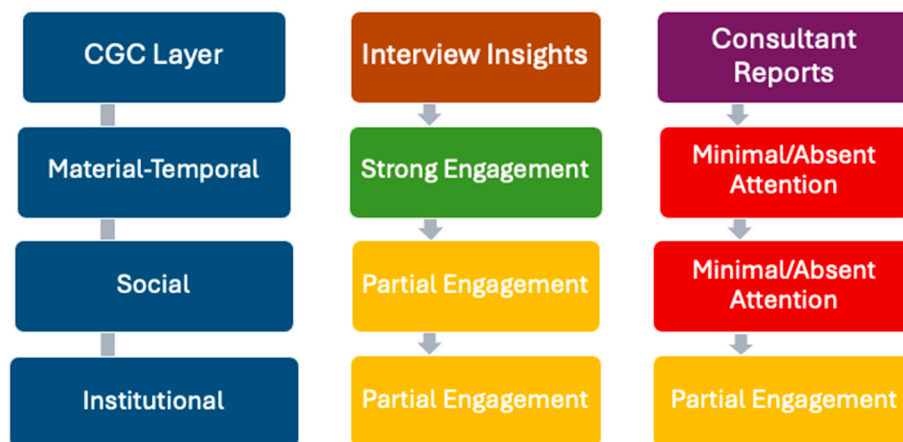 CGC Layer
Interview Insights
Consultant
Reports
Material-Temporal
Strong Engagement
Minimal/Absent
Attention
Social
Partial Engagement
Minimal/Absent
Attention
Institutional
Partial Engagement
Partial Engagement